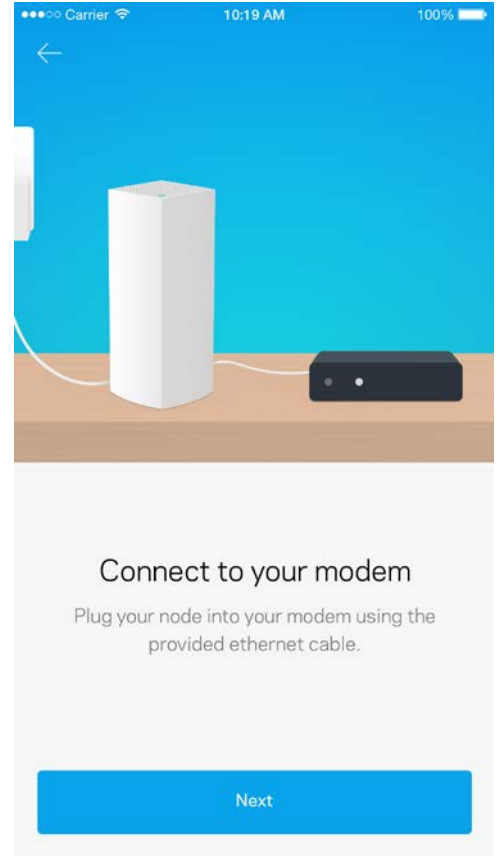 Carrier 10:19 AM 100%
Connect to your modem
Plug your node into your modem using the
provided ethernet cable.
Next